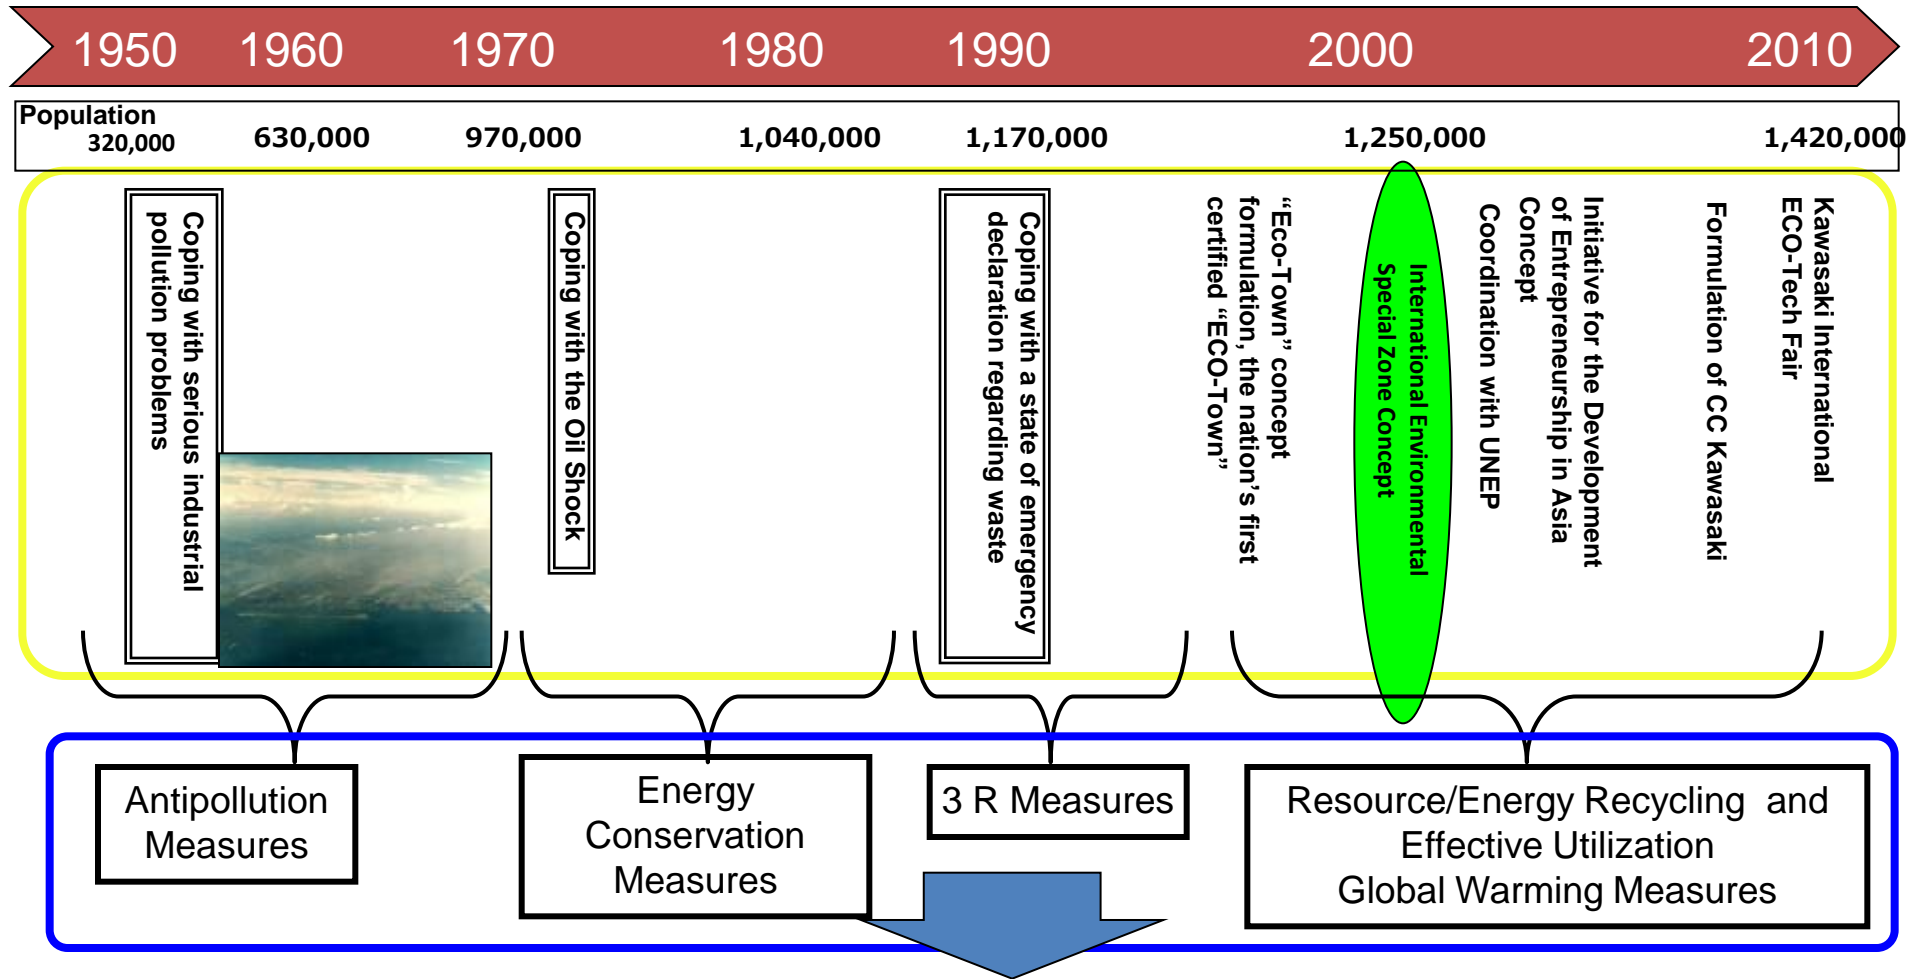 1950 1960 1970 1980 1990 2000 2010
Population
320,000 630,000 970,000 1,040,000 1,170,000 1,250,000 1,420,000
Coping with serious industrial
pollution problems
Coping with the Oil Shock
Coping with a state of emergency
declaration regarding waste
“Eco-Town” concept
formulation, the nation’s first
certified “ECO-Town”
International Environmental
Special Zone Concept
Coordination with UNEP
Initiative for the Development
of Entrepreneurship in Asia
Concept
Formulation of CC Kawasaki
Kawasaki International
ECO-Tech Fair
Antipollution
Measures
Energy
Conservation
Measures
3 R Measures
Resource/Energy Recycling and
Effective Utilization
Global Warming Measures